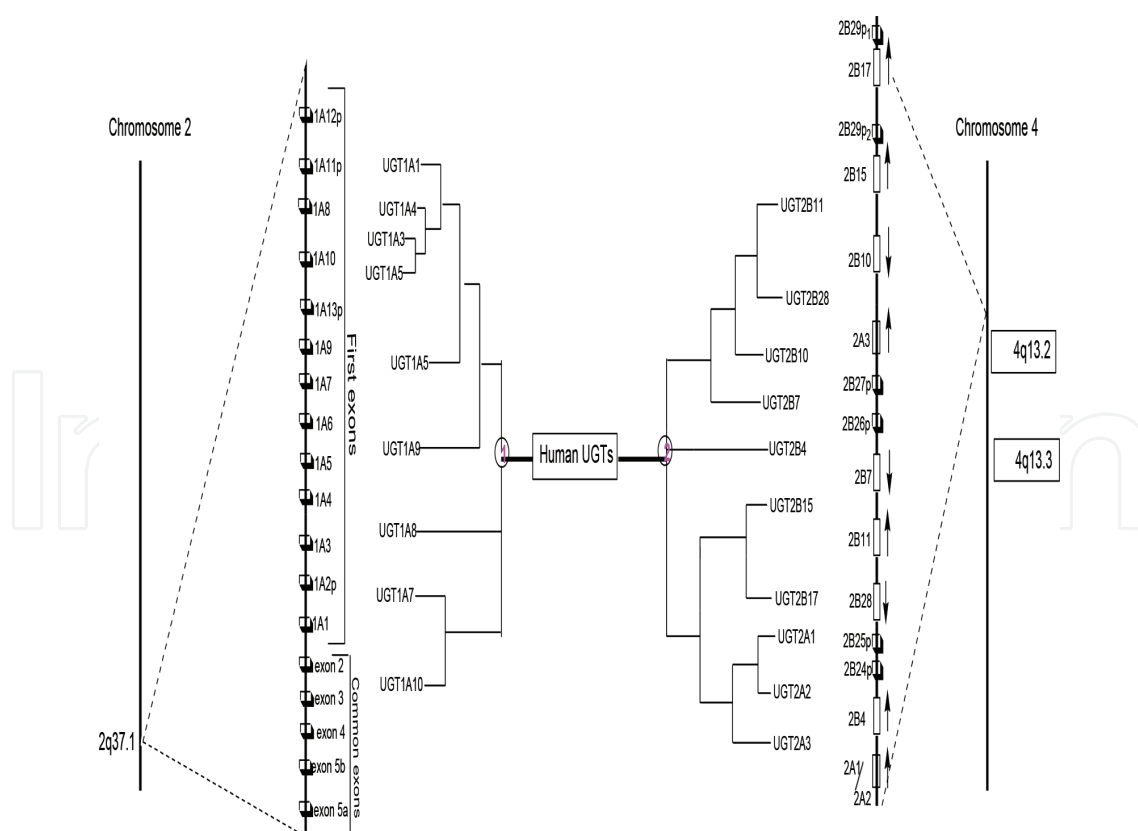 Chromosome 2
2q37.1
1A12p
1A11p
1A8
1A10
1A13p
1A9
1A7
1A6
1A5
1A4
1A3
1A2p
1A1
exon 2
exon 3
exon 4
exon 5b
exon 5a
First exons
Common exons
UGT1A1
UGT1A4
UGT1A3
UGT1A5
UGT1A5
UGT1A9
UGT1A8
UGT1A7
UGT1A10
1
Human UGTs
2
UGT2B11
UGT2B28
UGT2B10
UGT2B7
UGT2B4
UGT2B15
UGT2B17
UGT2A1
UGT2A2
UGT2A3
2B29p1
2B17
2B29p2
2B15
2B10
2A3
2B27p
2B26p
2B7
2B11
2B28
2B25p
2B24p
2B4
2A1/
2A2
Chromosome 4
4q13.2
4q13.3